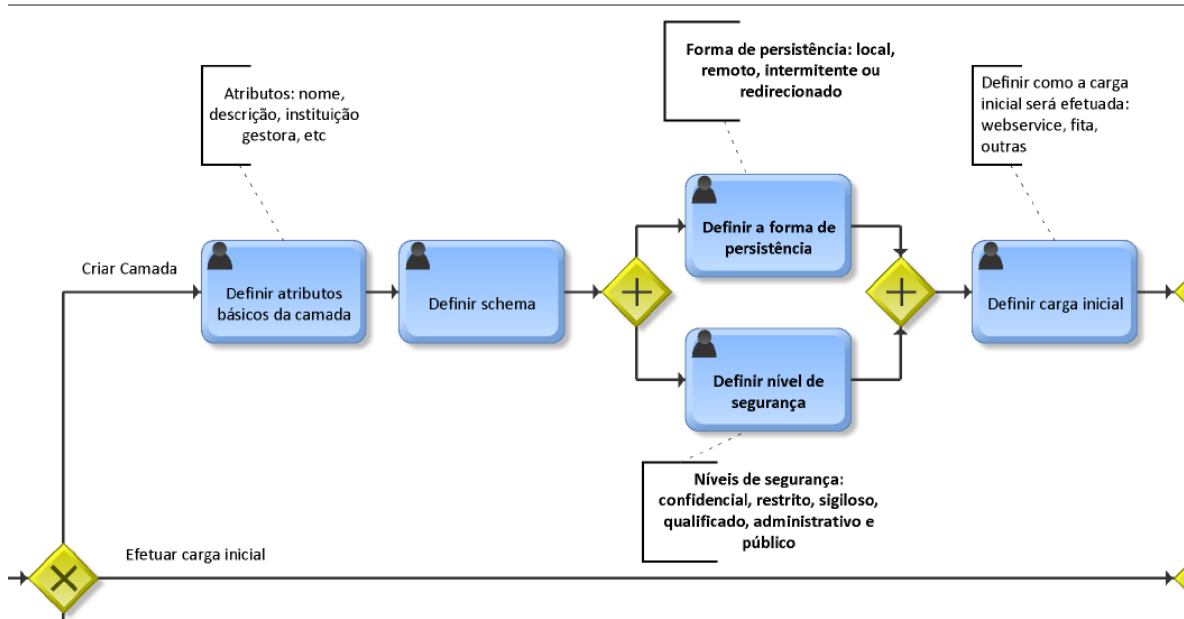 Forma de persistência: local,
remoto, intermitente ou
redirecionado
Atributos: nome,
descrição, instituição
gestora, etc
Definir como a carga
inicial será efetuada:
webservice, fita,
outras
Criar Camada
Definir atributos
básicos da camada
Definir schema
Definir a forma de
persistência
Definir nível de
segurança
Definir carga inicial
Níveis de segurança:
confidencial, restrito, sigiloso,
qualificado, administrativo e
público
Efetuar carga inicial